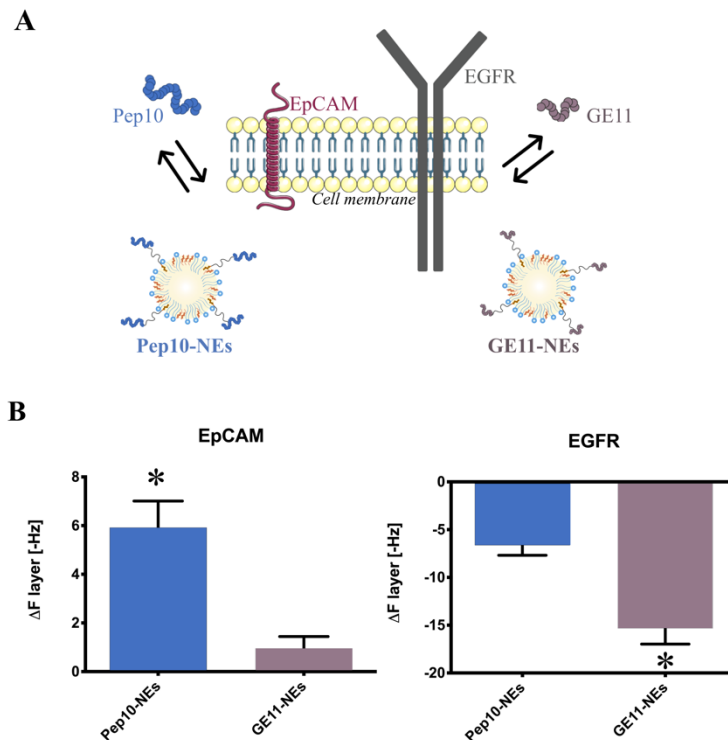 A
Pep10
EpCAM
EGFR
GE11
Cell membrane
Pep10-NEs
GE11-NEs
B
EpCAM
ΔF layer [-Hz]
8
6
4
2
0
*
Pep10-NEs
GE11-NEs
EGFR
ΔF layer [-Hz]
0
-5
-10
-15
-20
*
Pep10-NEs
GE11-NEs